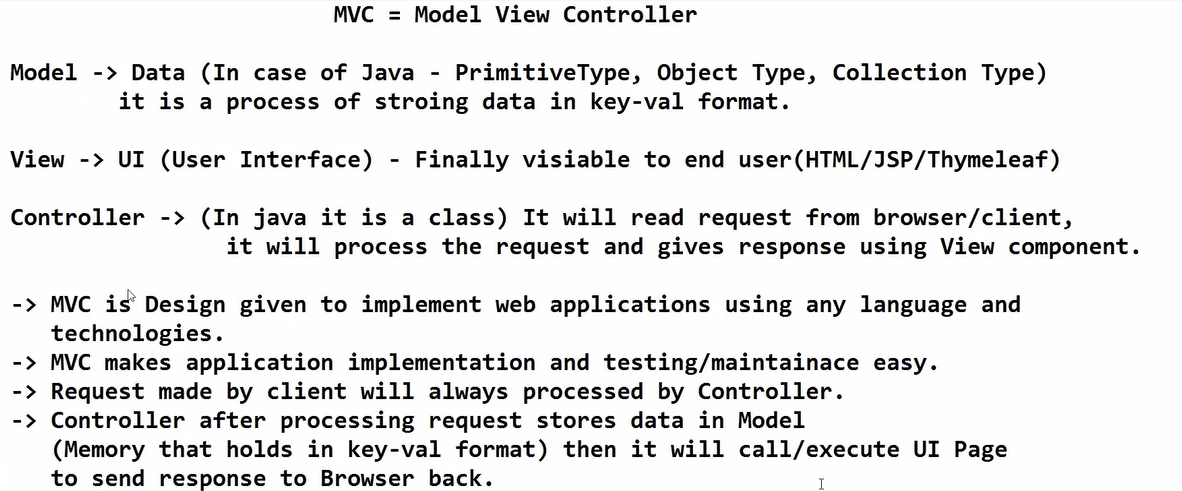 MVC = Model View Controller
Model -> Data (In case of Java - PrimitiveType, Object Type, Collection Type)
it is a process of stroing data in key-val format.
View -> UI (User Interface) - Finally visiable to end user(HTML/JSP/Thymeleaf)
Controller -> (In java it is a class) It will read request from browser/client,
it will process the request and gives response using View component.
-> MVC is Design given to implement web applications using any language and
technologies.
-> MVC makes application implementation and testing/maintainace easy.
-> Request made by client will always processed by Controller.
-> Controller after processing request stores data in Model
(Memory that holds in key-val format) then it will call/execute UI Page
to send response to Browser back.